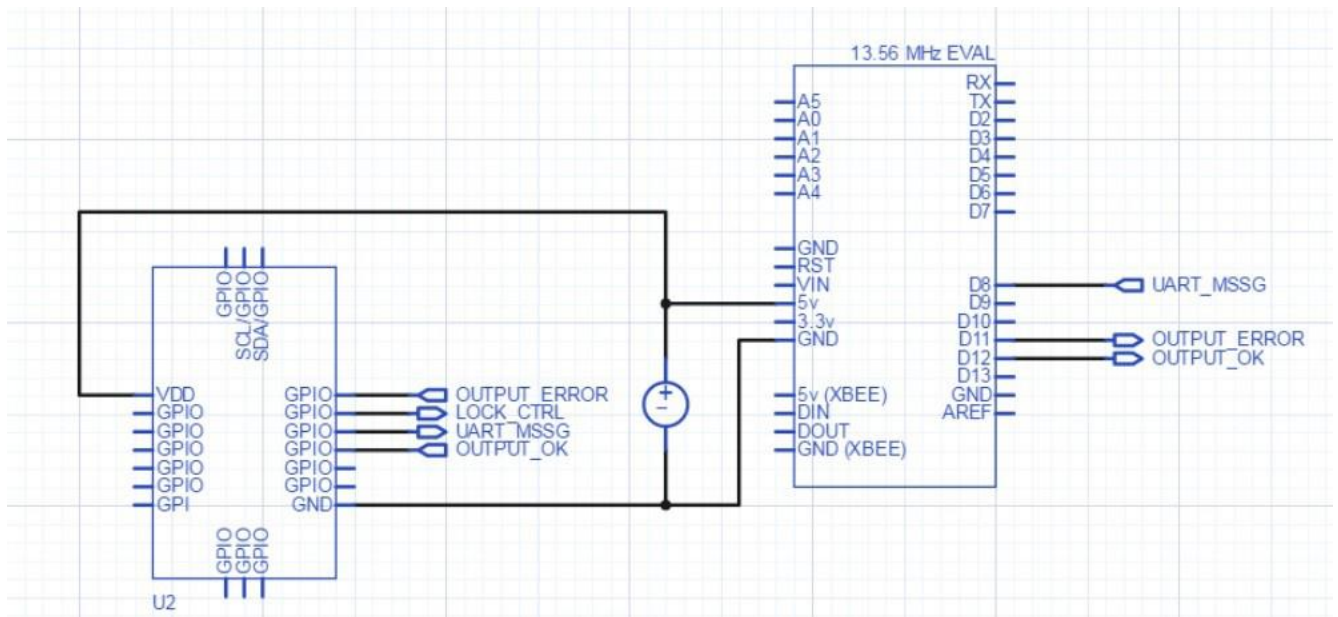 13.56 MHz EVAL
A5
A0
A1
A2
A3
A4
GND
RST
VIN
5v
3.3v
GND
5v (XBEE)
DIN
DOUT
GND (XBEE)
RX
TX
D2
D3
D4
D5
D6
D7
D8
D9
D10
D11
D12
D13
GND
AREF
UART_MSSG
OUTPUT_ERROR
OUTPUT_OK
GPIO
SCL/GPIO
SDA/GPIO
VDD
GPIO
GPIO
GPIO
GPIO
GPIO
GPI
GPIO
GPIO
GPIO
GPIO
GPIO
GPIO
GND
OUTPUT_ERROR
LOCK_CTRL
UART_MSSG
OUTPUT_OK
GPIO
GPIO
GPIO
U2
+
−